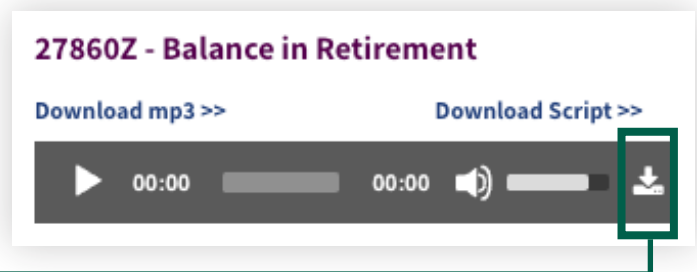 27860Z - Balance in Retirement
Download mp3 >> Download Script >>
00:00 00:00